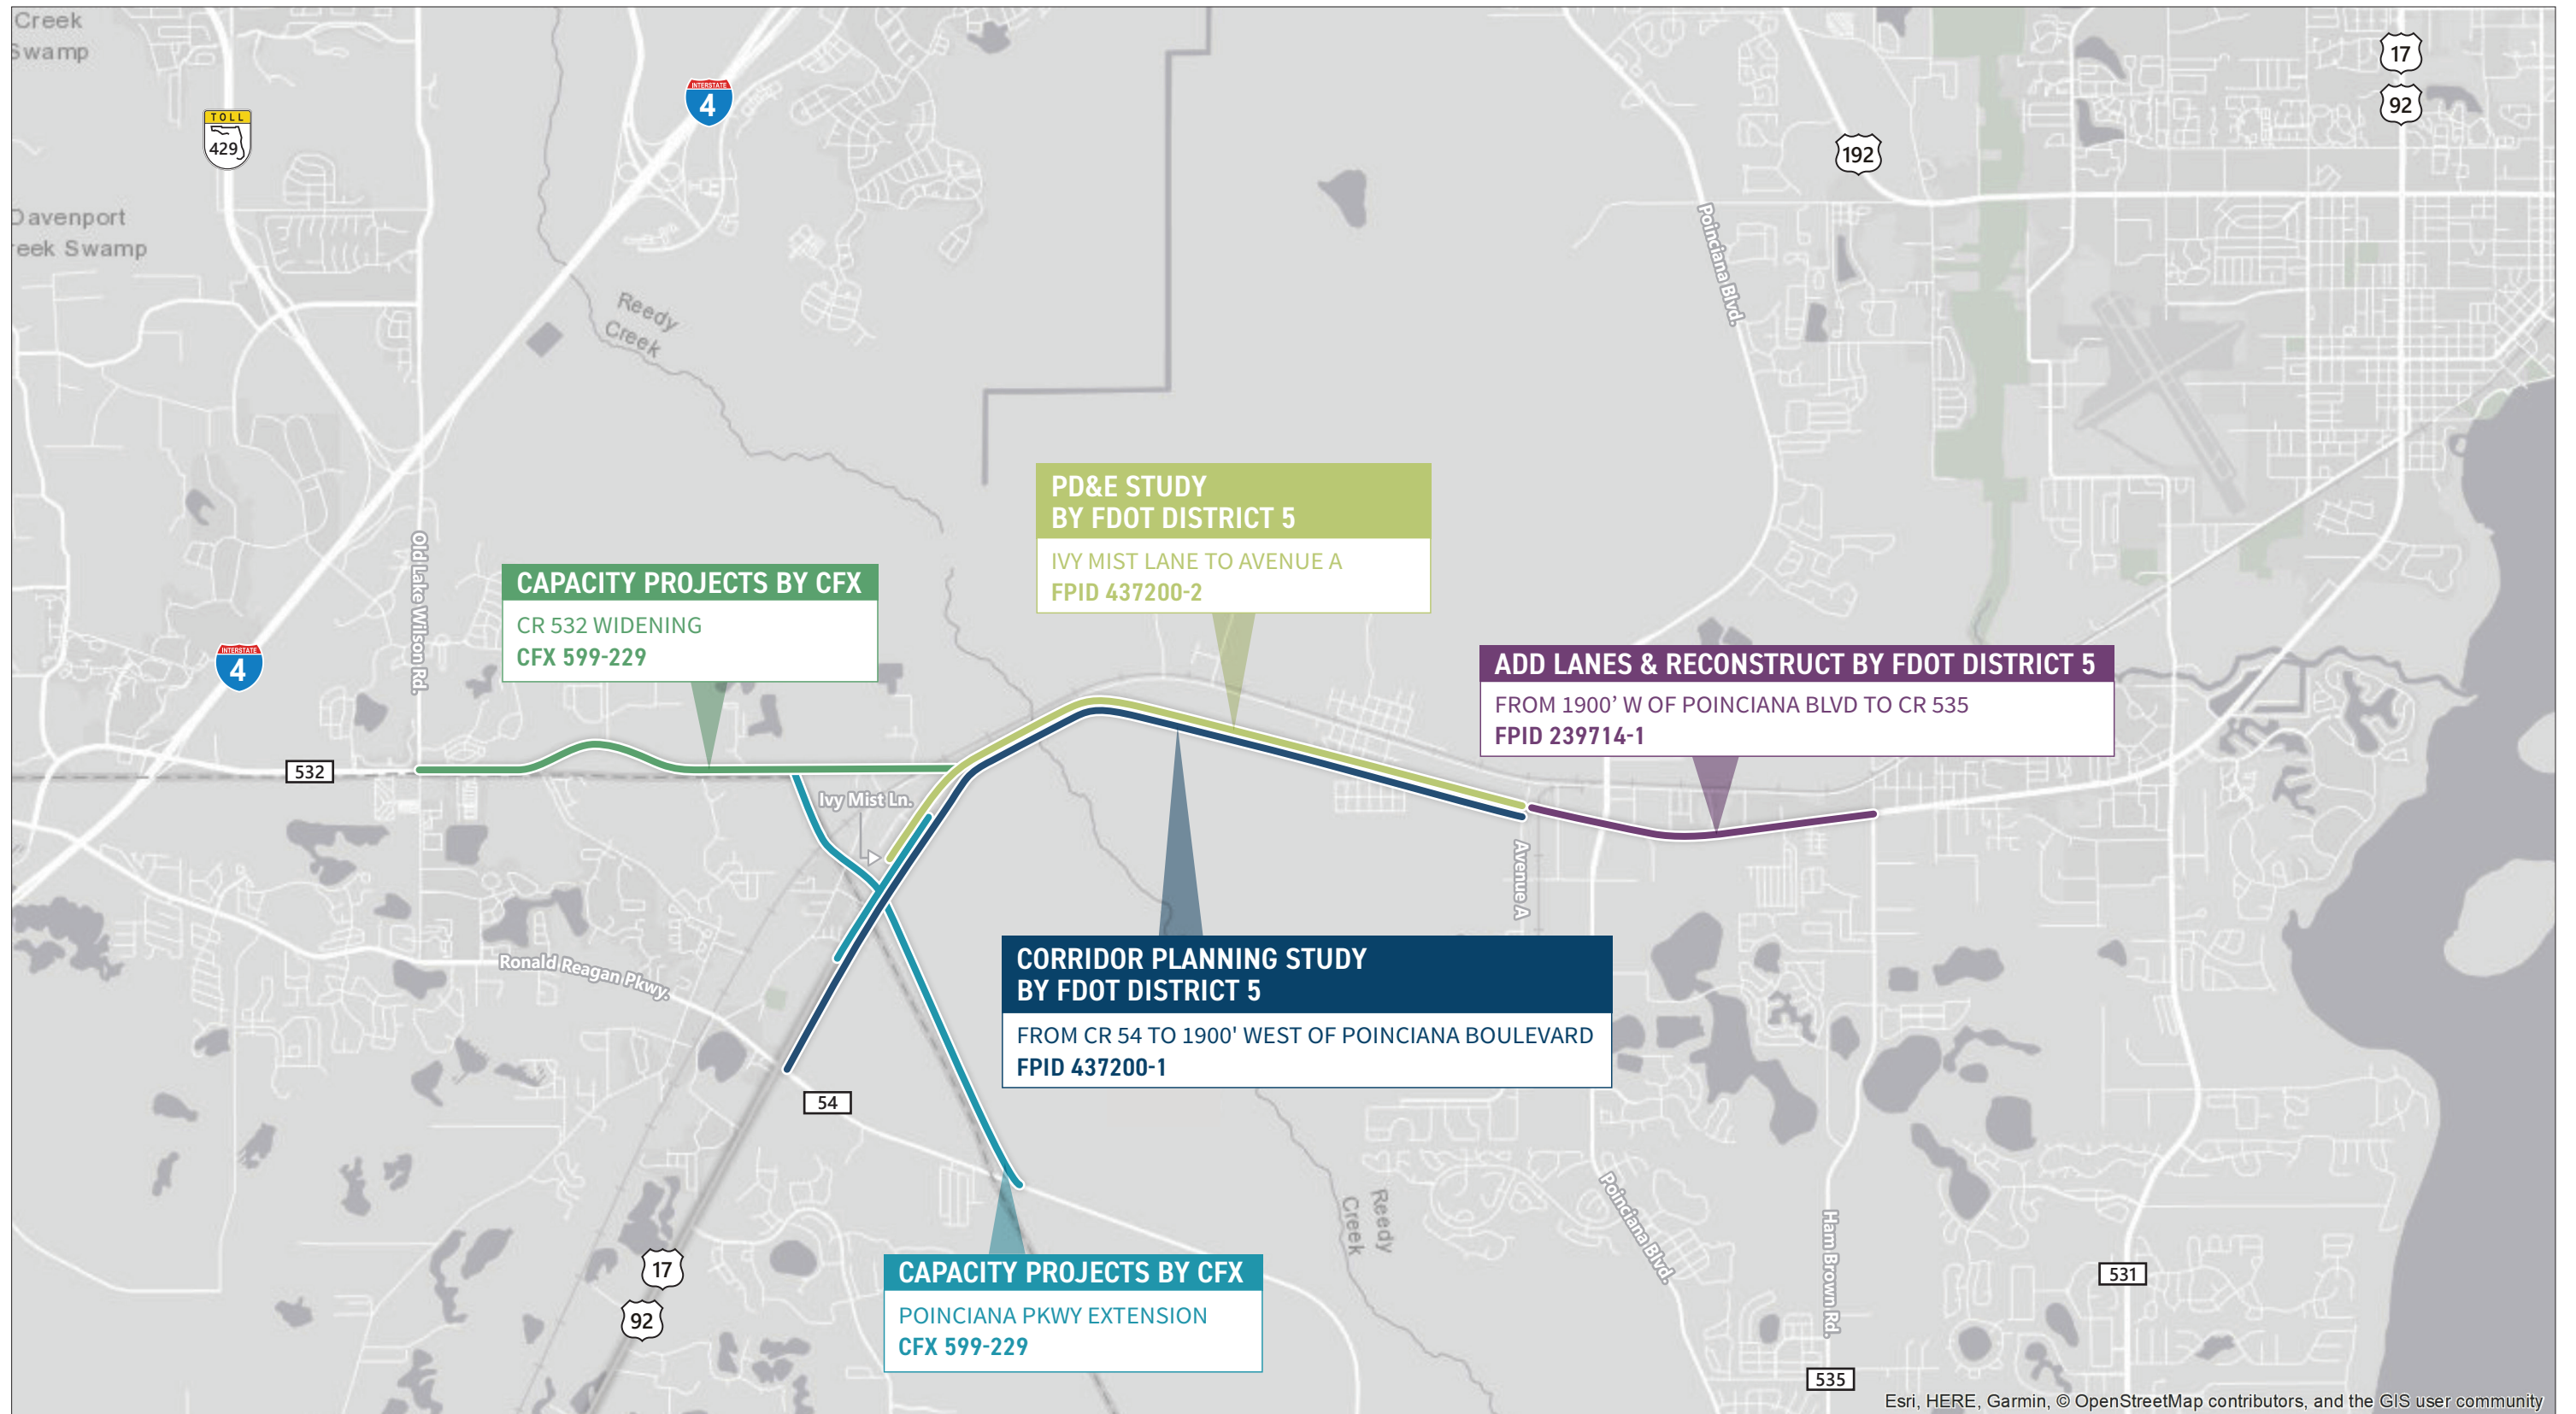 Creek
Swamp
INTERSTATE
4
TOLL
429
17
92
192
Davenport
reek Swamp
Poinciana Blvd.
Reedy
Creek
Old Lake Wilson Rd.
PD&E STUDY
BY FDOT DISTRICT 5
IVY MIST LANE TO AVENUE A
FPID 437200-2
CAPACITY PROJECTS BY CFX
CR 532 WIDENING
CFX 599-229
INTERSTATE
4
ADD LANES & RECONSTRUCT BY FDOT DISTRICT 5
FROM 1900’ W OF POINCIANA BLVD TO CR 535
FPID 239714-1
532
Ivy Mist Ln.
Avenue A
Ronald Reagan Pkwy.
CORRIDOR PLANNING STUDY
BY FDOT DISTRICT 5
FROM CR 54 TO 1900' WEST OF POINCIANA BOULEVARD
FPID 437200-1
54
Reedy
Creek
Poinciana Blvd.
Ham Brown Rd.
17
92
CAPACITY PROJECTS BY CFX
POINCIANA PKWY EXTENSION
CFX 599-229
531
535
Esri, HERE, Garmin, © OpenStreetMap contributors, and the GIS user community